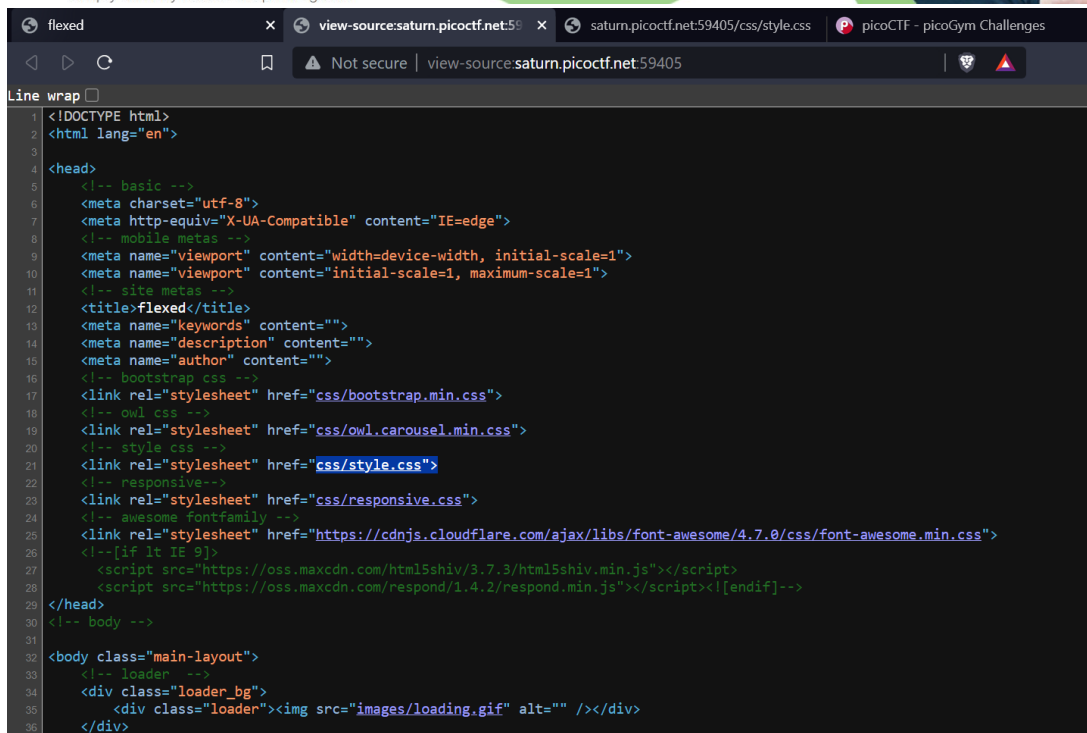 flexed
view-source:saturn.picoctf.net:59
saturn.picoctf.net:59405/css/style.css
picoCTF - picoGym Challenges
Not secure | view-source:saturn.picoctf.net:59405
Line wrap
1 <!DOCTYPE html>
2 <html lang="en">
3
4 <head>
5 <!-- basic -->
6 <meta charset="utf-8">
7 <meta http-equiv="X-UA-Compatible" content="IE=edge">
8 <!-- mobile metas -->
9 <meta name="viewport" content="width=device-width, initial-scale=1">
10 <meta name="viewport" content="initial-scale=1, maximum-scale=1">
11 <!-- site metas -->
12 <title>flexed</title>
13 <meta name="keywords" content="">
14 <meta name="description" content="">
15 <meta name="author" content="">
16 <!-- bootstrap css -->
17 <link rel="stylesheet" href="css/bootstrap.min.css">
18 <!-- owl css -->
19 <link rel="stylesheet" href="css/owl.carousel.min.css">
20 <!-- style css -->
21 <link rel="stylesheet" href="css/style.css">
22 <!-- responsive-->
23 <link rel="stylesheet" href="css/responsive.css">
24 <!-- awesome fontfamily -->
25 <link rel="stylesheet" href="https://cdnjs.cloudflare.com/ajax/libs/font-awesome/4.7.0/css/font-awesome.min.css">
26 <!--[if lt IE 9]>
27 <script src="https://oss.maxcdn.com/html5shiv/3.7.3/html5shiv.min.js"></script>
28 <script src="https://oss.maxcdn.com/respond/1.4.2/respond.min.js"></script><![endif]-->
29 </head>
30 <!-- body -->
31
32 <body class="main-layout">
33 <!-- loader  -->
34 <div class="loader_bg">
35 <div class="loader"><img src="images/loading.gif" alt="" /></div>
36 </div>